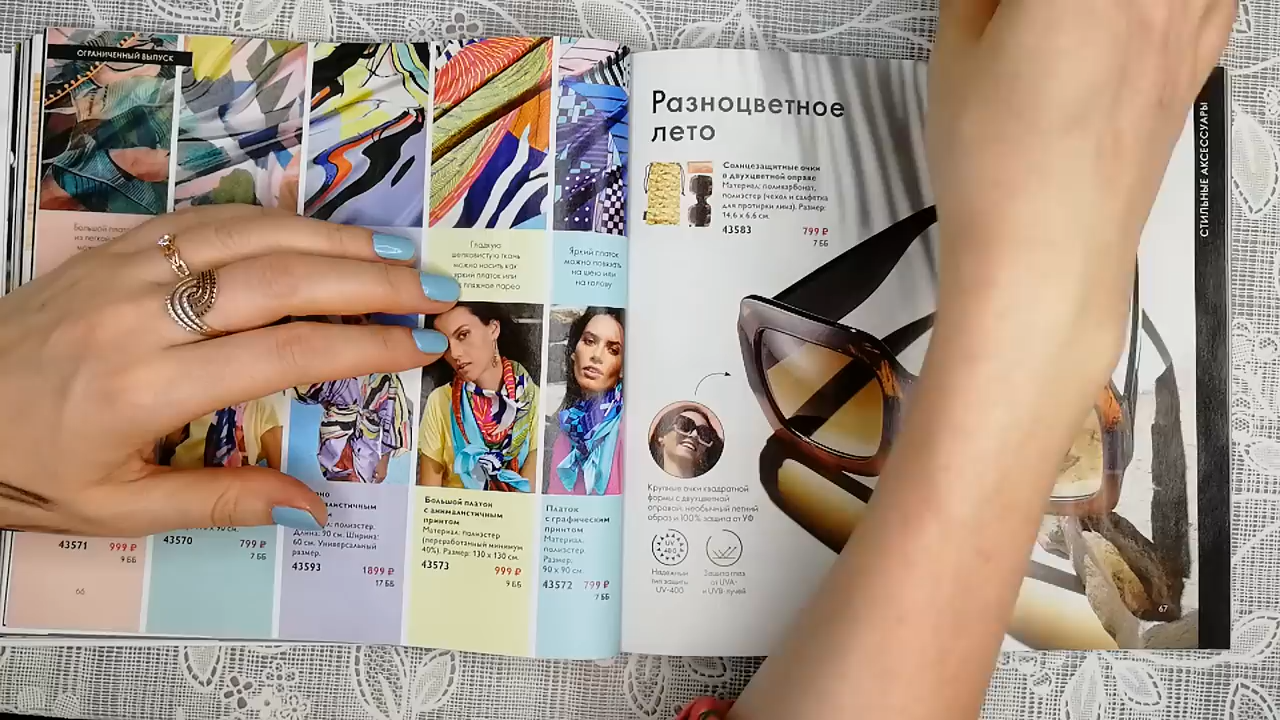 ОГРАНИЧЕННЫЙ ВЫПУСК
Большой
из легкой
Гладкую
шелковистую ткань
можно носить как
яркий платок или
пляжное парео
Яркий платок
можно повязать
на шею или
на голову
43571 999 ₽
9 ББ
90 см.
43570 799 ₽
7 ББ
полиэстер.
Длина: 90 см. Ширина:
60 см. Универсальный
размер.
43593 1899 ₽
17 ББ
Большой платок
с анималистичным
принтом
Материал: полиэстер
(переработанный минимум
40%). Размер: 130 x 130 см.
43573 999 ₽
9 ББ
Платок
с графическим
принтом
Материал:
полиэстер.
Размер:
90 x 90 см.
43572 799 ₽
7 ББ
66
Разноцветное
лето
Солнцезащитные очки
в двухцветной оправе
Материал: поликарбонат,
полиэстер (чехол и салфетка
для протирки линз). Размер:
14,6 x 6,6 см.
43583 799 ₽
7 ББ
Крупные очки квадратной
формы с двухцветной
оправой: необычный летний
образ и 100% защита от УФ
UV
400
Надежный
тип защиты
UV-400
Защита глаз
от UVA-
и UVB-лучей
СТИЛЬНЫЕ АКСЕССУАРЫ
67